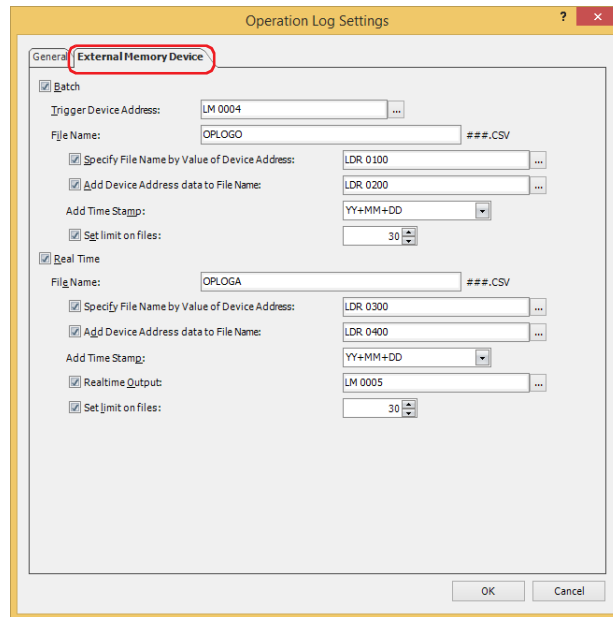 Operation Log Settings ? ×
General External Memory Device
Batch
Trigger Device Address: LM 0004 ...
File Name: OPLOGO ###.CSV
Specify File Name by Value of Device Address: LDR 0100 ...
Add Device Address data to File Name: LDR 0200 ...
Add Time Stamp: YY+MM+DD
Set limit on files: 30
Real Time
File Name: OPLOGA ###.CSV
Specify File Name by Value of Device Address: LDR 0300 ...
Add Device Address data to File Name: LDR 0400 ...
Add Time Stamp: YY+MM+DD
Realtime Output: LM 0005 ...
Set limit on files: 30
OK Cancel